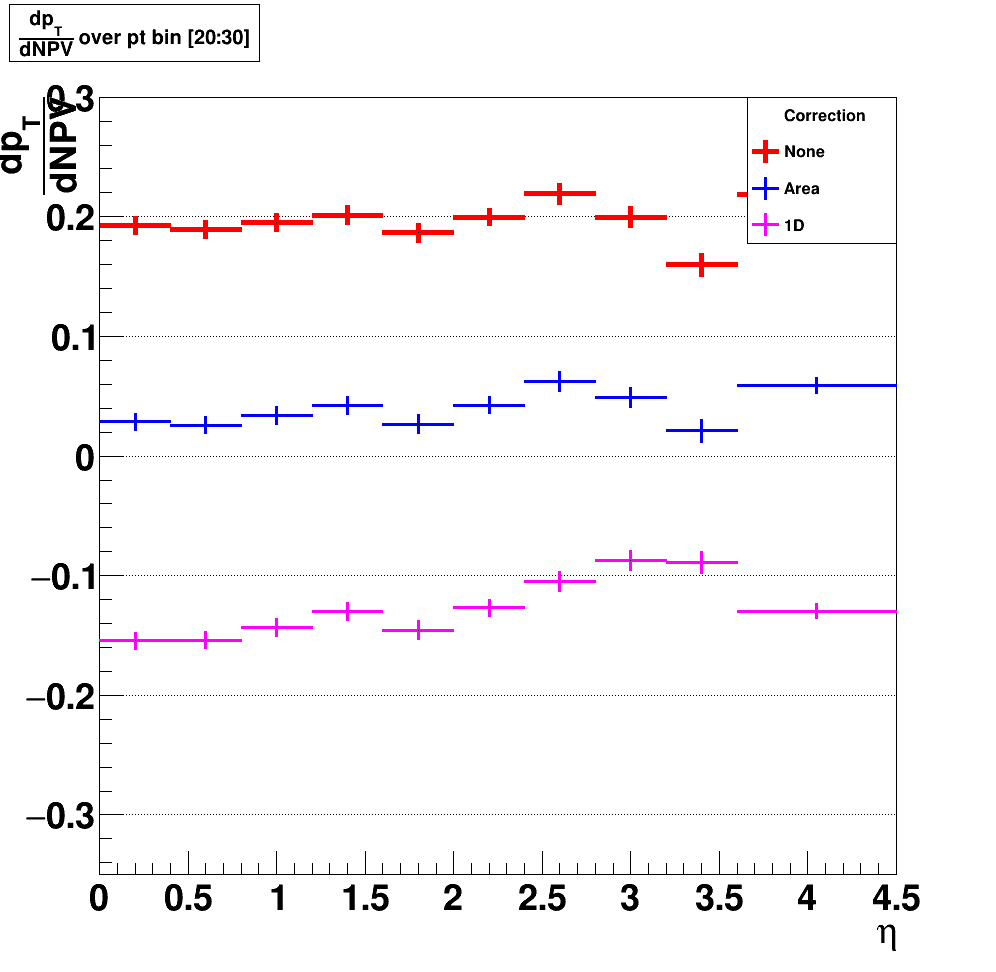 dp_T
dNPV over pt bin [20:30]
dp_T
dNPV
0.3
0.2
0.1
0
−0.1
−0.2
−0.3
Correction
None
Area
1D
0 0.5 1 1.5 2 2.5 3 3.5 4 4.5
η